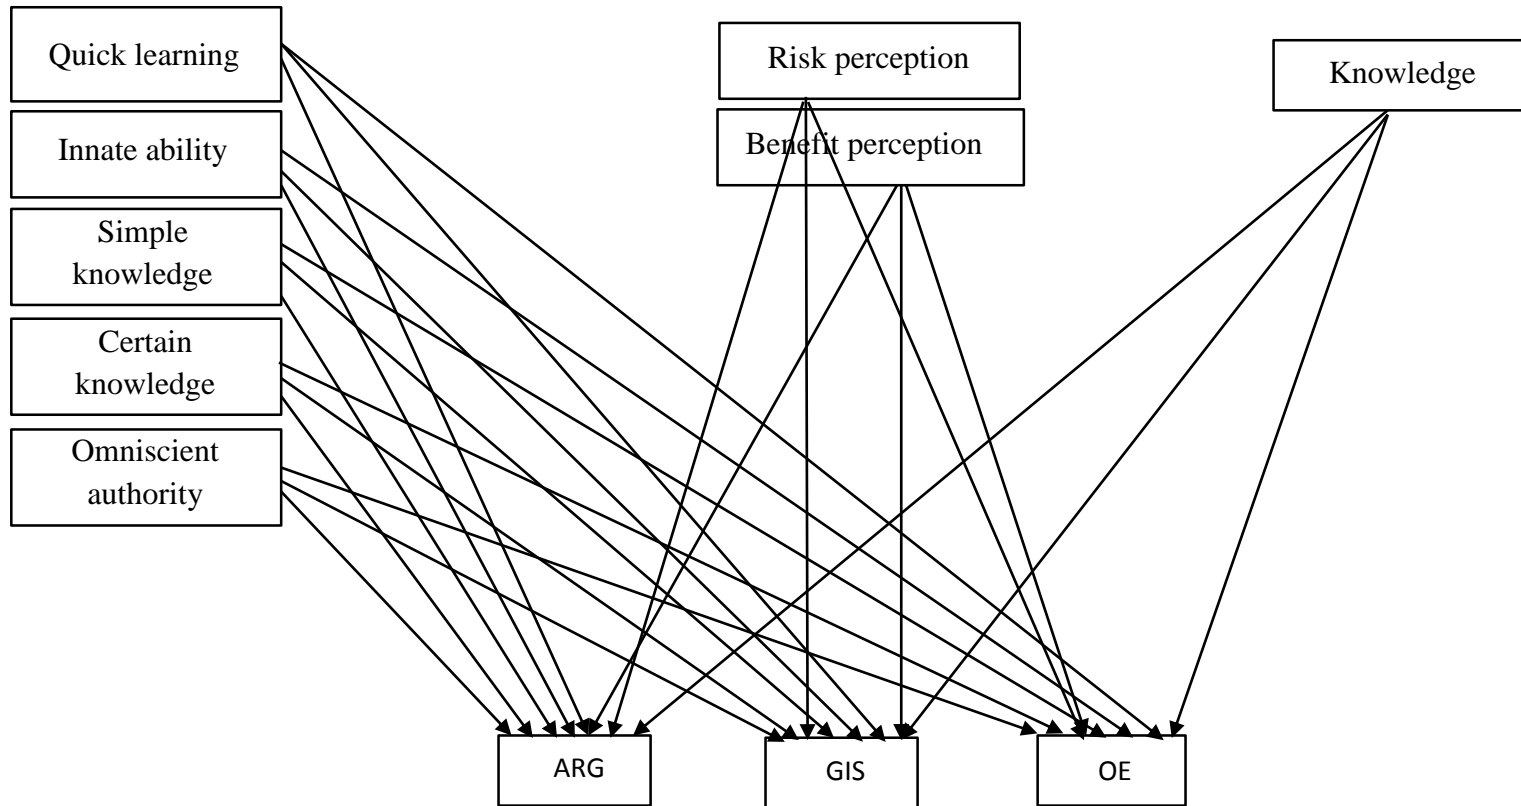 Quick learning
Innate ability
Simple
knowledge
Certain
knowledge
Omniscient
authority
Risk perception
Benefit perception
Knowledge
ARG
GIS
OE